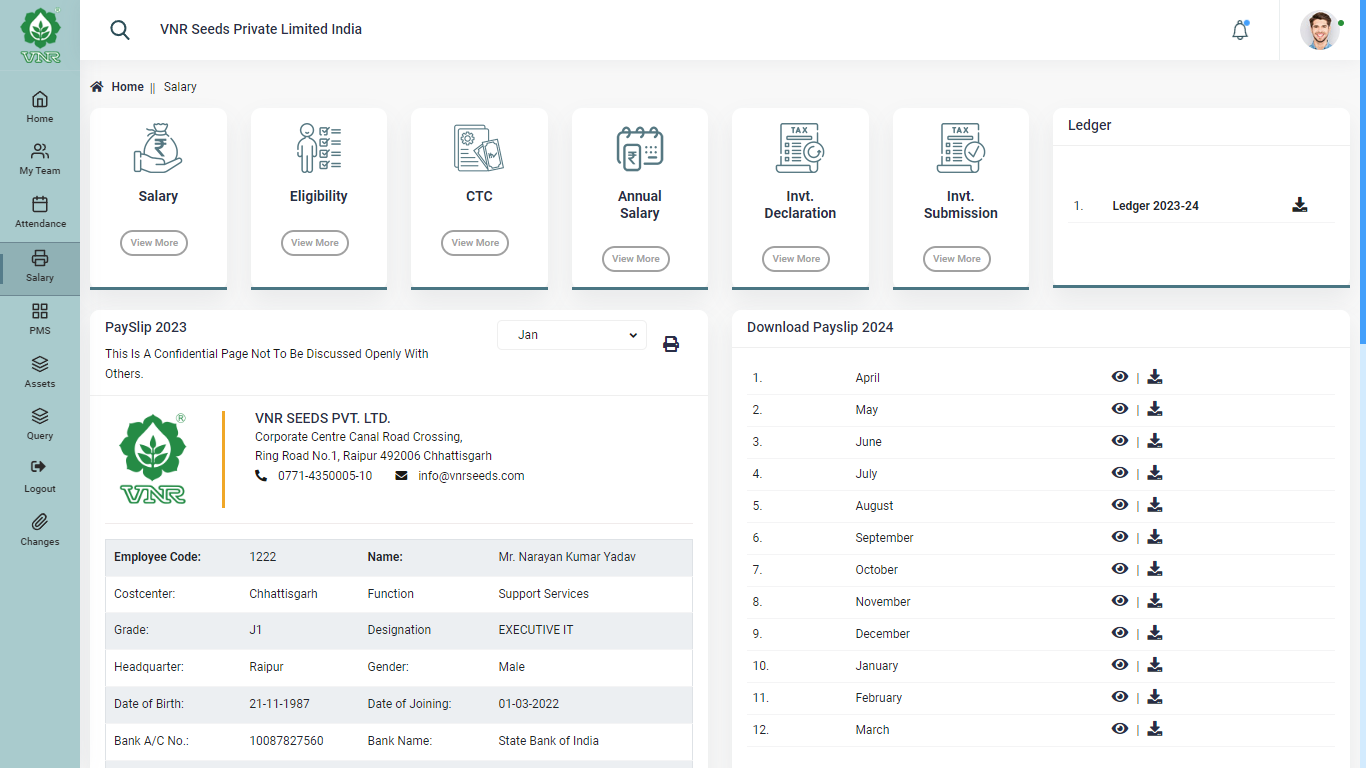 VNR
VNR Seeds Private Limited India
Home
My Team
Attendance
Salary
PMS
Assets
Query
Logout
Changes
Home || Salary
Salary
View More
Eligibility
View More
CTC
View More
Annual
Salary
View More
TAX
Invt.
Declaration
View More
TAX
Invt.
Submission
View More
Ledger
1. Ledger 2023-24
PaySlip 2023
Jan
This Is A Confidential Page Not To Be Discussed Openly With
Others.
VNR ®
VNR SEEDS PVT. LTD.
Corporate Centre Canal Road Crossing,
Ring Road No.1, Raipur 492006 Chhattisgarh
0771-4350005-10 info@vnrseeds.com
Employee Code: 1222 Name: Mr. Narayan Kumar Yadav
Costcenter: Chhattisgarh Function Support Services
Grade: J1 Designation EXECUTIVE IT
Headquarter: Raipur Gender: Male
Date of Birth: 21-11-1987 Date of Joining: 01-03-2022
Bank A/C No.: 10087827560 Bank Name: State Bank of India
Download Payslip 2024
1. April |
2. May |
3. June |
4. July |
5. August |
6. September |
7. October |
8. November |
9. December |
10. January |
11. February |
12. March |